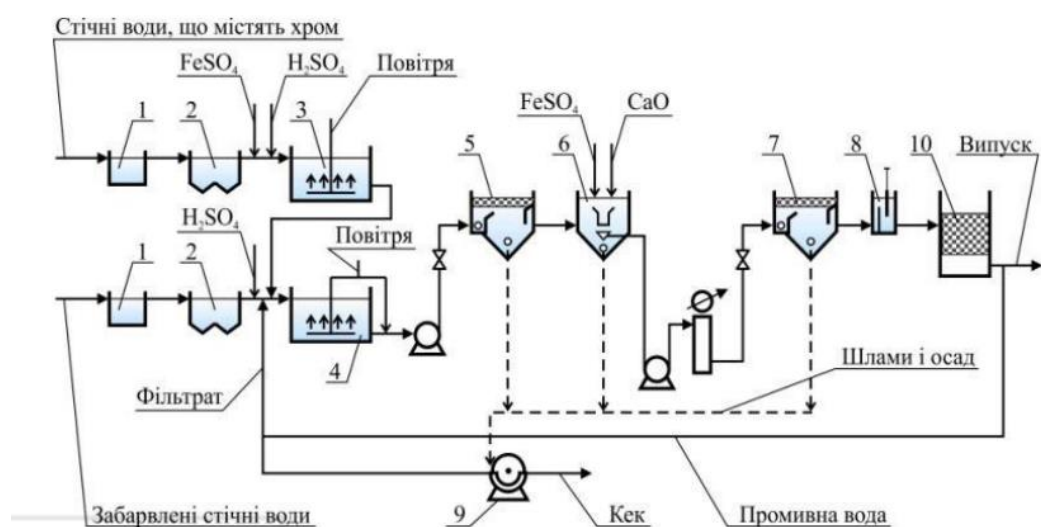 Стічні води, що містять хром
FeSO₄
H₂SO₄
Повітря
1
2
3
FeSO₄
CaO
5
6
7
8
10
Випуск
H₂SO₄
Повітря
1
2
4
Шлами і осад
Фільтрат
Забарвлені стічні води
9
Кек
Промивна вода